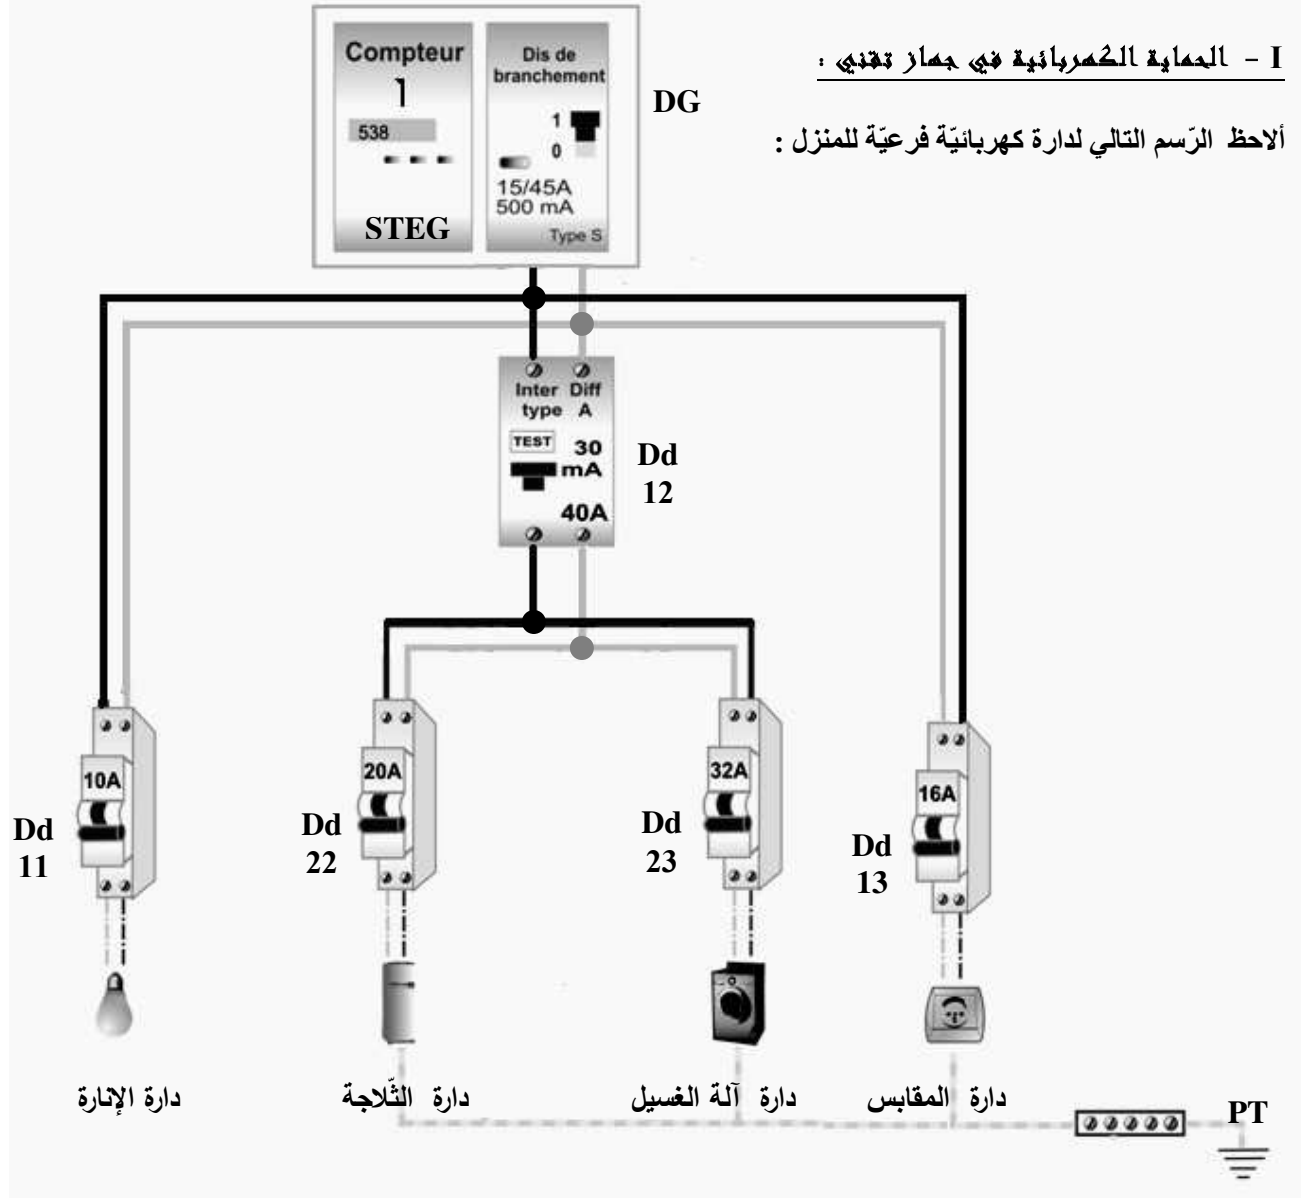 I - الحماية الكهربائية في جهاز تقني :
ألاحظ الرّسم التالي لدارة كهربائيّة فرعيّة للمنزل :
Compteur
538
STEG
Dis de
branchement
1
0
15/45A
500 mA
Type S
DG
Inter Diff
type A
TEST
30
mA
40A
Dd
12
10A
Dd
11
20A
Dd
22
32A
Dd
23
16A
Dd
13
دارة الإنارة
دارة الثّلاجة
دارة آلة الغسيل
دارة المقابس
PT